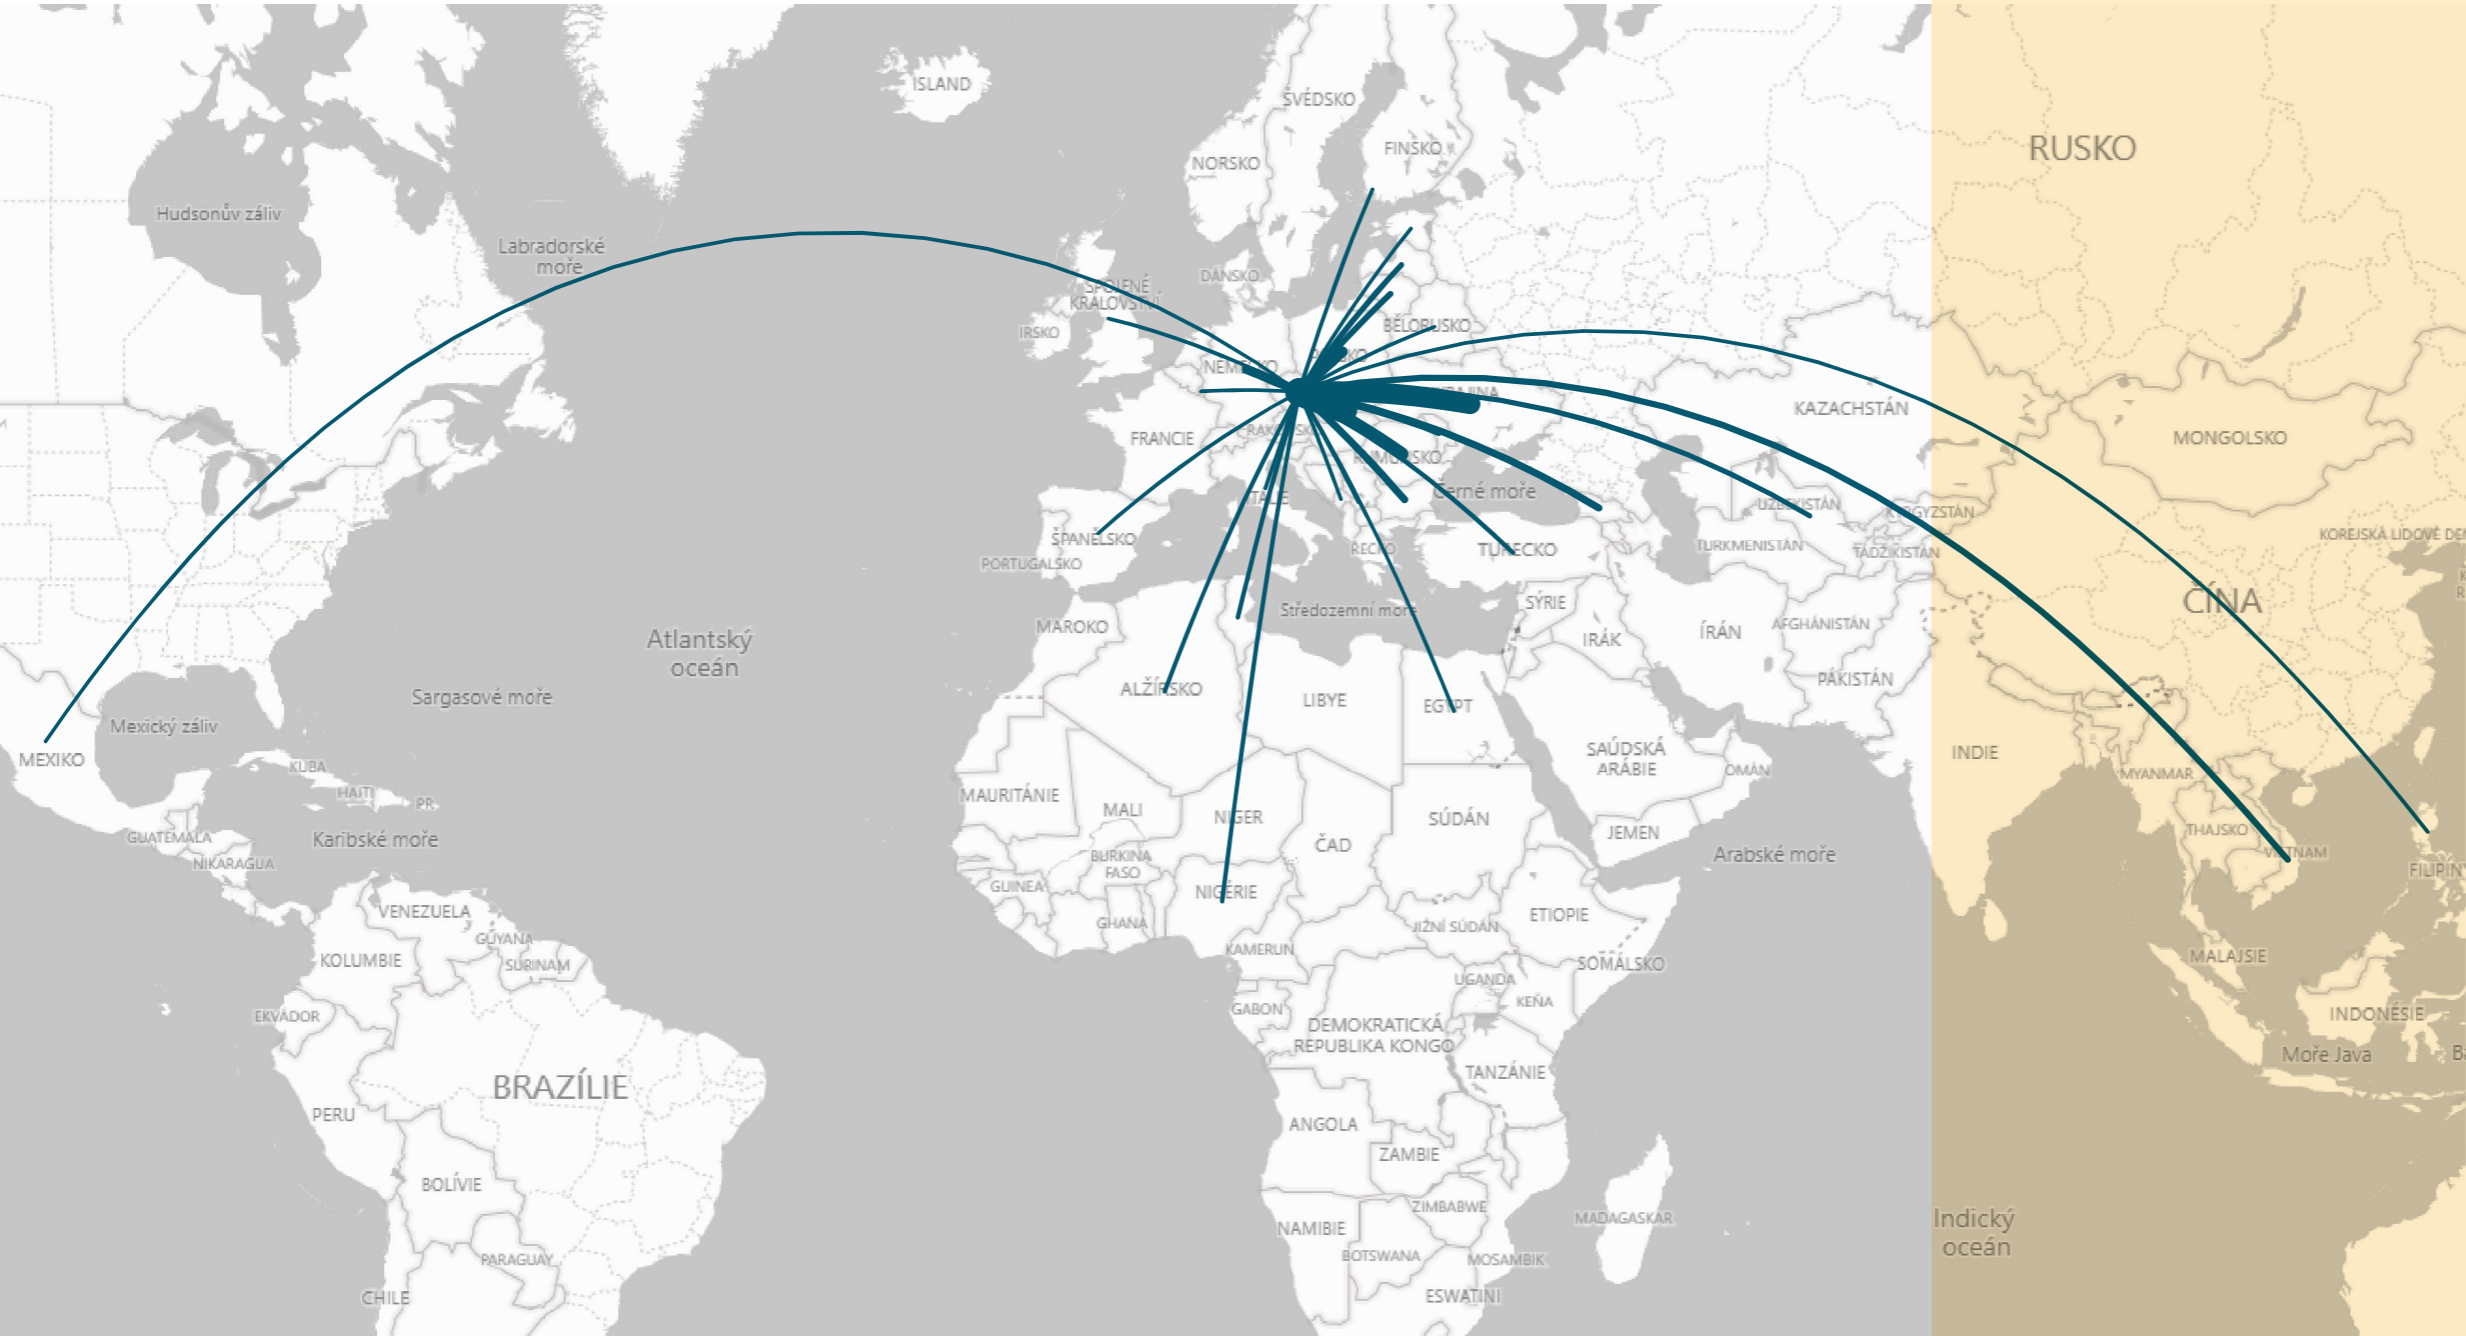 ISLAND
ŠVÉDSKO
FINSKO
NORSKO
RUSKO
Hudsonův záliv
Labradorské
moře
DÁNSKO
SPOJENÉ
KRÁLOVSTVÍ
IRSKO
BĚLORUSKO
NĚMECKO
KAZACHSTÁN
FRANCIE
MONGOLSKO
RUMUNSKO
Černé moře
ITÁLIE
UZBEKISTÁN
KYRGYZSTÁN
ŠPANĚLSKO
PORTUGALSKO
ŘECKO
TURECKO
TURKMENISTÁN
TÁDŽIKISTÁN
KOREJSKÁ LIDOVĚ DE
ČÍNA
SÝRIE
Středozemní moře
MAROKO
IRÁK
ÍRÁN
AFGHÁNISTÁN
Atlantský
oceán
PÁKISTÁN
ALŽÍRSKO
LIBYE
EGYPT
Sargasové moře
Mexický záliv
MEXIKO
SAÚDSKÁ
ARÁBIE
INDIE
KUBA
OMÁN
MYANMAR
HAITI
PR
MAURITÁNIE
MALI
NIGER
SÚDÁN
GUATEMALA
Karibské moře
JEMEN
THAJSKO
ČAD
VIETNAM
Arabské moře
NIKARAGUA
BURKINA
FASO
FILIPÍN
GUINEA
NIGÉRIE
VENEZUELA
GHANA
ETIOPIE
JIŽNÍ SÚDÁN
GUYANA
KAMERUN
KOLUMBIE
SURINAM
SOMÁLSKO
MALAJSIE
UGANDA
KEŇA
GABON
EKVÁDOR
INDONÉSIE
DEMOKRATICKÁ
REPUBLIKA KONGO
Moře Java
TANZÁNIE
BRAZÍLIE
PERU
ANGOLA
ZAMBIE
BOLÍVIE
ZIMBABWE
MADAGASKAR
Indický
oceán
NAMIBIE
BOTSWANA
MOSAMBIK
PARAGUAY
CHILE
ESWATINI